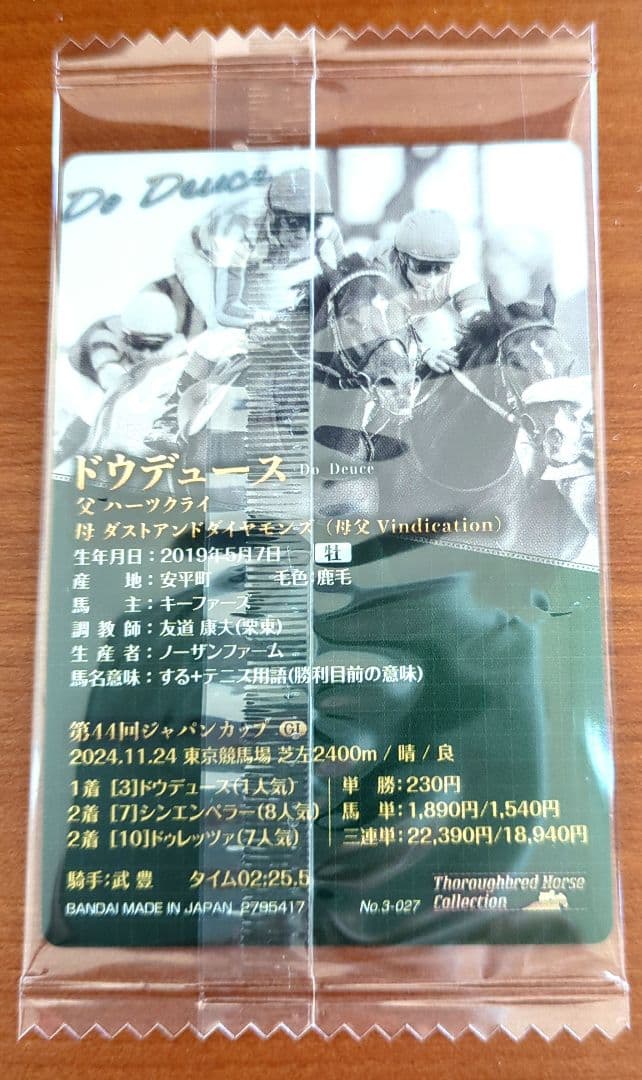 Do Deuce
ドウデュース Do Deuce
父 ハーツクライ
母 ダストアンドダイヤモンズ (母父 Vindication)
生年月日：2019年5月7日 牡
産地：安平町 毛色：鹿毛
馬主：キーファーズ
調教師：友道 康夫(栗東)
生産者：ノーザンファーム
馬名意味：する+テニス用語(勝利目前の意味)
第44回ジャパンカップ GI
2024.11.24 東京競馬場 芝左2400m / 晴 / 良
1着 [3]ドウデュース(1人気) 単勝：230円
2着 [7]シンエンペラー(8人気) 馬単：1,890円/1,540円
2着 [10]ドゥレッツァ(7人気) 三連単：22,390円/18,940円
騎手：武 豊 タイム02:25.5
BANDAI MADE IN JAPAN 2795417 No.3-027
Thoroughbred Horse
Collection